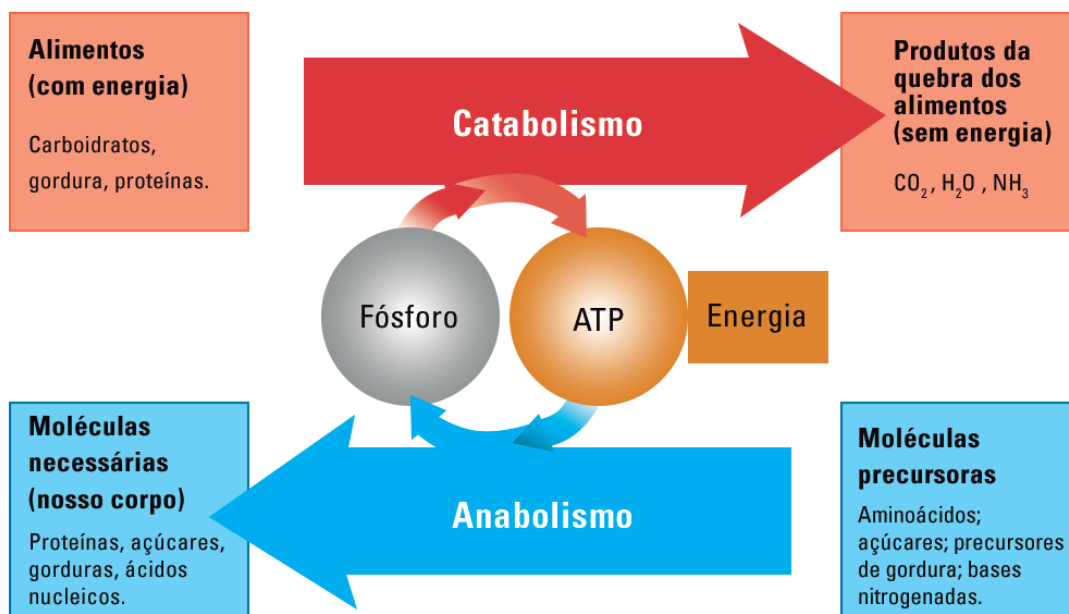 Alimentos
(com energia)
Carboidratos,
gordura, proteínas.
Catabolismo
Produtos da
quebra dos
alimentos
(sem energia)
CO₂, H₂O , NH₃
Fósforo
ATP
Energia
Moléculas
necessárias
(nosso corpo)
Proteínas, açúcares,
gorduras, ácidos
nucleicos.
Anabolismo
Moléculas
precursoras
Aminoácidos;
açúcares; precursores
de gordura; bases
nitrogenadas.